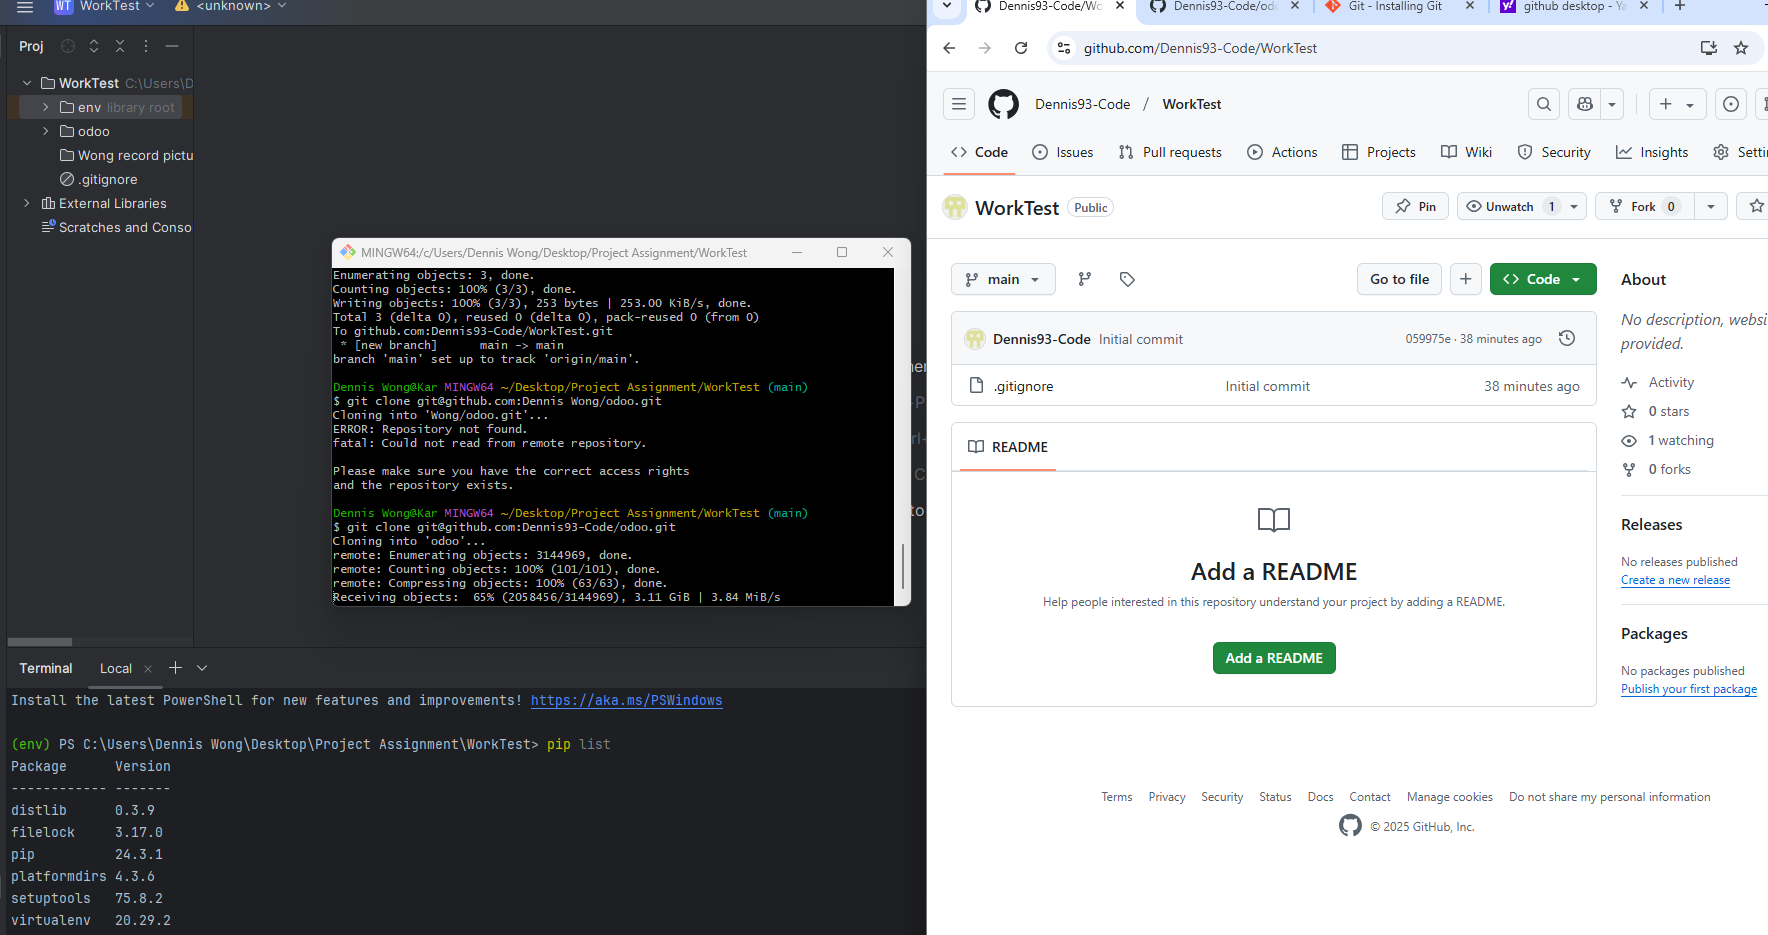 WT WorkTest
<unknown>
Proj
WorkTest C:\Users\D
env library root
odoo
Wong record pictu
.gitignore
External Libraries
Scratches and Conso
MINGW64:/c/Users/Dennis Wong/Desktop/Project Assignment/WorkTest
Enumerating objects: 3, done.
Counting objects: 100% (3/3), done.
Writing objects: 100% (3/3), 253 bytes | 253.00 KiB/s, done.
Total 3 (delta 0), reused 0 (delta 0), pack-reused 0 (from 0)
To github.com:Dennis93-Code/WorkTest.git
 * [new branch]      main -> main
branch 'main' set up to track 'origin/main'.
Dennis Wong@Kar MINGW64 ~/Desktop/Project Assignment/WorkTest (main)
$ git clone git@github.com:Dennis Wong/odoo.git
Cloning into 'Wong/odoo.git'...
ERROR: Repository not found.
fatal: Could not read from remote repository.
Please make sure you have the correct access rights
and the repository exists.
Dennis Wong@Kar MINGW64 ~/Desktop/Project Assignment/WorkTest (main)
$ git clone git@github.com:Dennis93-Code/odoo.git
Cloning into 'odoo'...
remote: Enumerating objects: 3144969, done.
remote: Counting objects: 100% (101/101), done.
remote: Compressing objects: 100% (63/63), done.
Receiving objects:  65% (2058456/3144969), 3.11 GiB | 3.84 MiB/s
Terminal Local
Install the latest PowerShell for new features and improvements! https://aka.ms/PSWindows
(env) PS C:\Users\Dennis Wong\Desktop\Project Assignment\WorkTest> pip list
Package      Version
------------ -------
distlib      0.3.9
filelock     3.17.0
pip          24.3.1
platformdirs 4.3.6
setuptools   75.8.2
virtualenv   20.29.2
Dennis93-Code/Wo
Dennis93-Code/odo
Git - Installing Git
github desktop - Ya
github.com/Dennis93-Code/WorkTest
Dennis93-Code / WorkTest
Code Issues Pull requests Actions Projects Wiki Security Insights Setti
WorkTest Public
Pin Unwatch 1 Fork 0
main Go to file Code
Dennis93-Code Initial commit 059975e · 38 minutes ago
.gitignore Initial commit 38 minutes ago
README
Add a README
Help people interested in this repository understand your project by adding a README.
Add a README
About
No description, websi
provided.
Activity
0 stars
1 watching
0 forks
Releases
No releases published
Create a new release
Packages
No packages published
Publish your first package
Terms Privacy Security Status Docs Contact Manage cookies Do not share my personal information
© 2025 GitHub, Inc.